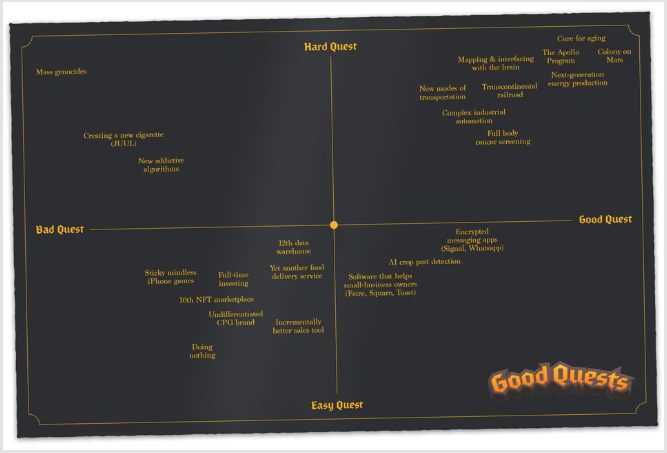 Hard Quest
Cure for aging
The Apollo
Program
Colony on
Mars
Mapping & interfacing
with the brain
Mass genocides
Next-generation
energy production
New modes of
transportation
Transcontinental
railroad
Complex industrial
automation
Creating a new cigarette
(JUUL)
Full body
cancer screening
New addictive
algorithms
Good Quest
Bad Quest
Encrypted
messaging apps
(Signal, Whatsapp)
12th data
warehouse
AI crop pest detection
Sticky mindless
iPhone games
Full-time
investing
Yet another food
delivery service
Software that helps
small-business owners
(Faire, Square, Toast)
10th NFT marketplace
Undifferentiated
CPG brand
Incrementally
better sales tool
Doing
nothing
Good Quests
Easy Quest